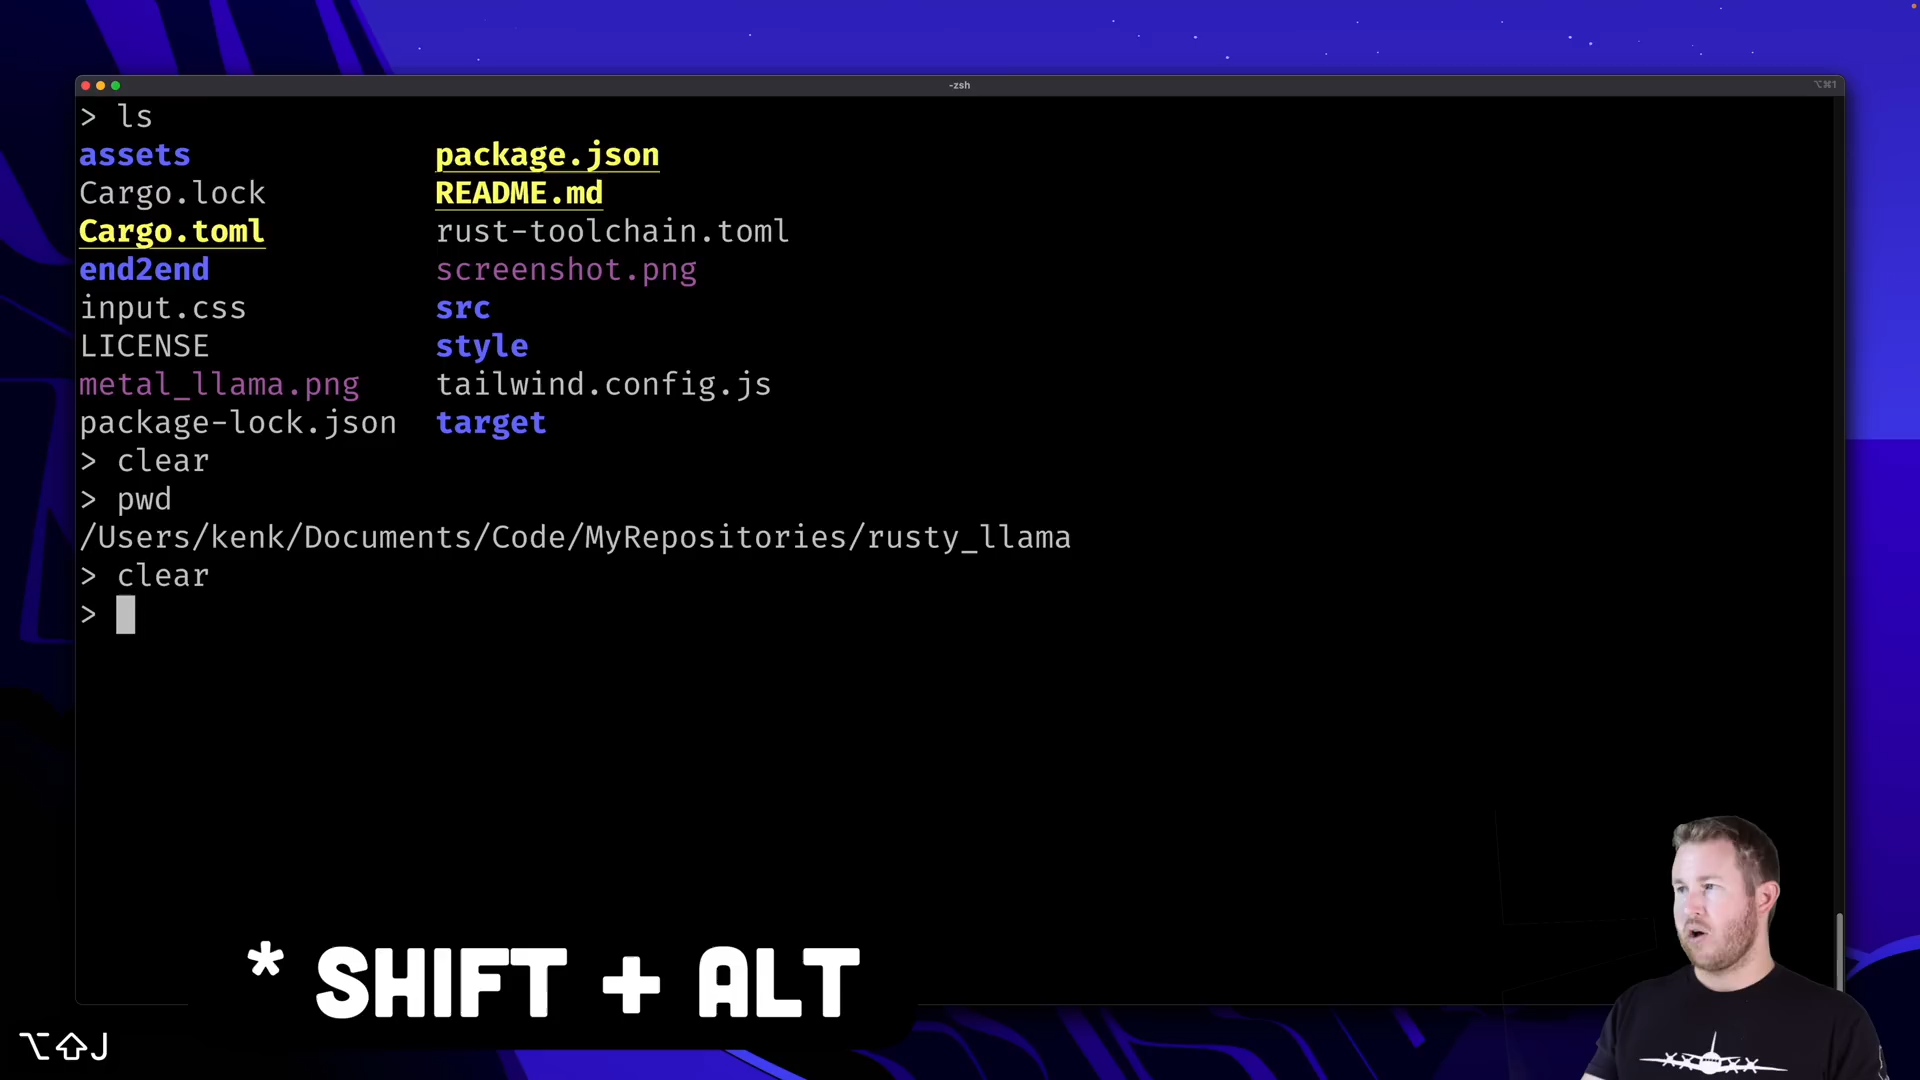 -zsh
⌥⌘1
> ls
assets package.json
Cargo.lock README.md
Cargo.toml rust-toolchain.toml
end2end screenshot.png
input.css src
LICENSE style
metal_llama.png tailwind.config.js
package-lock.json target
> clear
> pwd
/Users/kenk/Documents/Code/MyRepositories/rusty_llama
> clear
>
* SHIFT + ALT
⌥⇧J